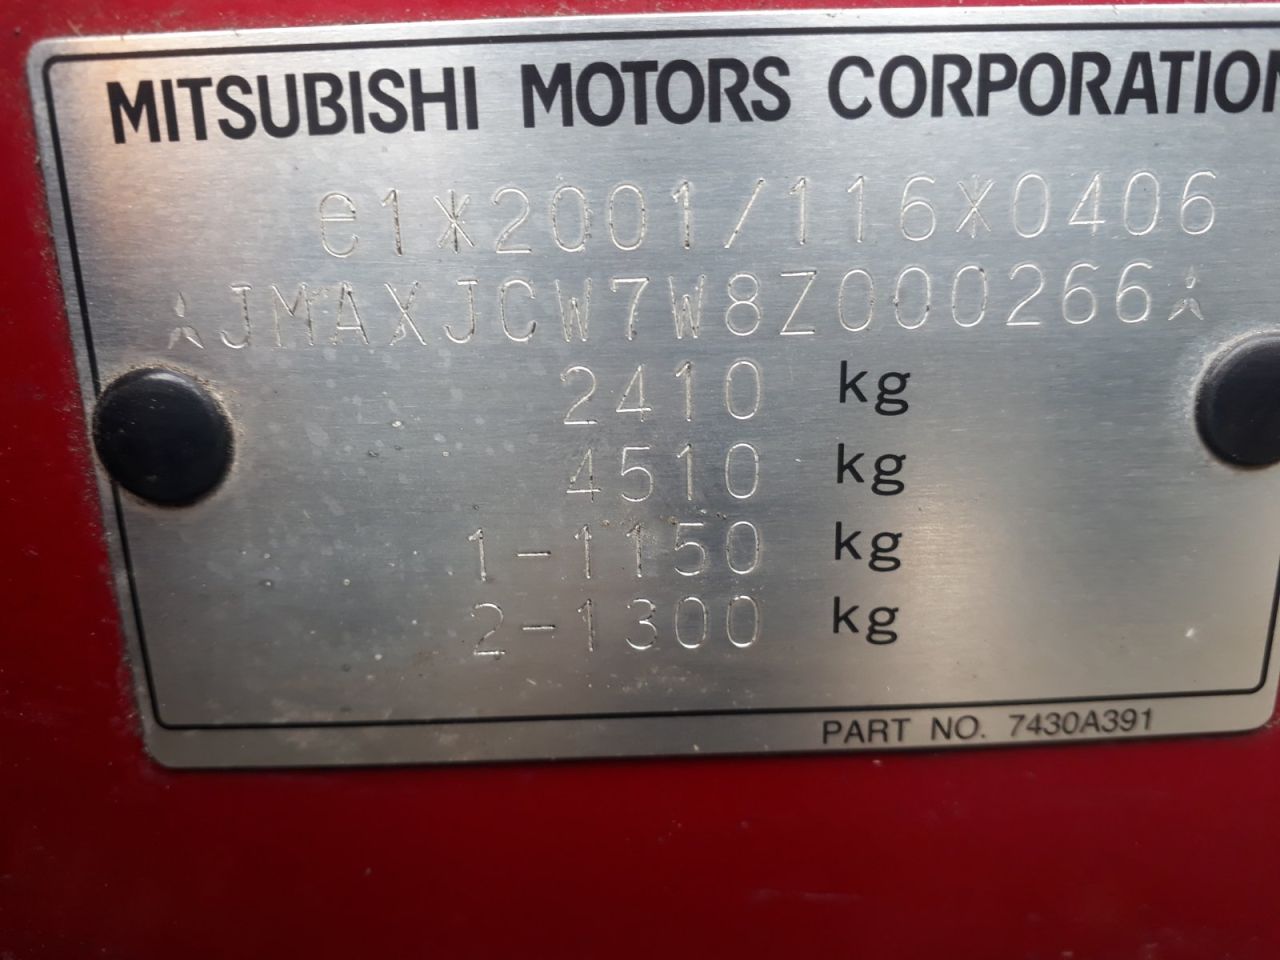 MITSUBISHI MOTORS CORPORATION
e1*2001/116*0406
*JMAXJCW7W8Z000266*
2410 kg
4510 kg
1-1150 kg
2-1300 kg
PART NO. 7430A391